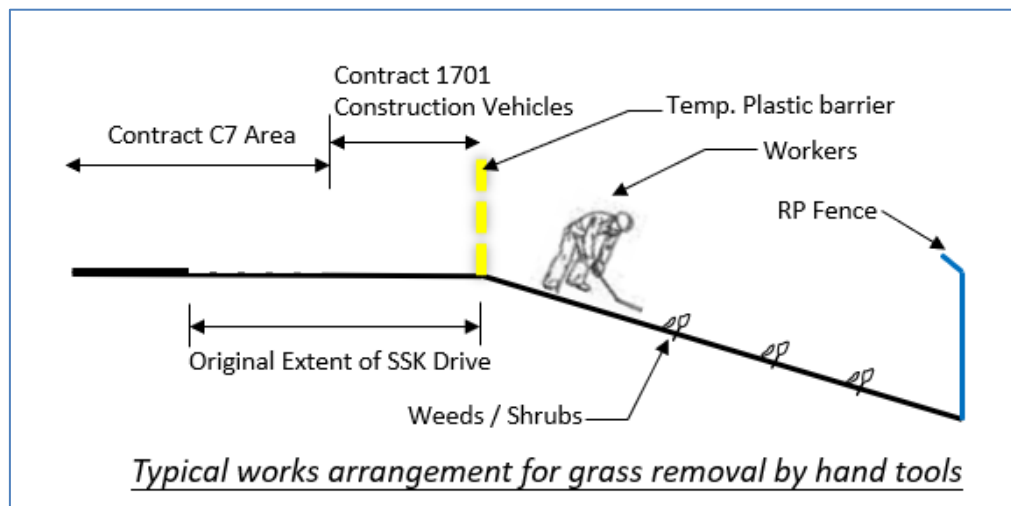 Contract 1701
Construction Vehicles
Temp. Plastic barrier
Contract C7 Area
Workers
RP Fence
Original Extent of SSK Drive
Weeds / Shrubs
Typical works arrangement for grass removal by hand tools